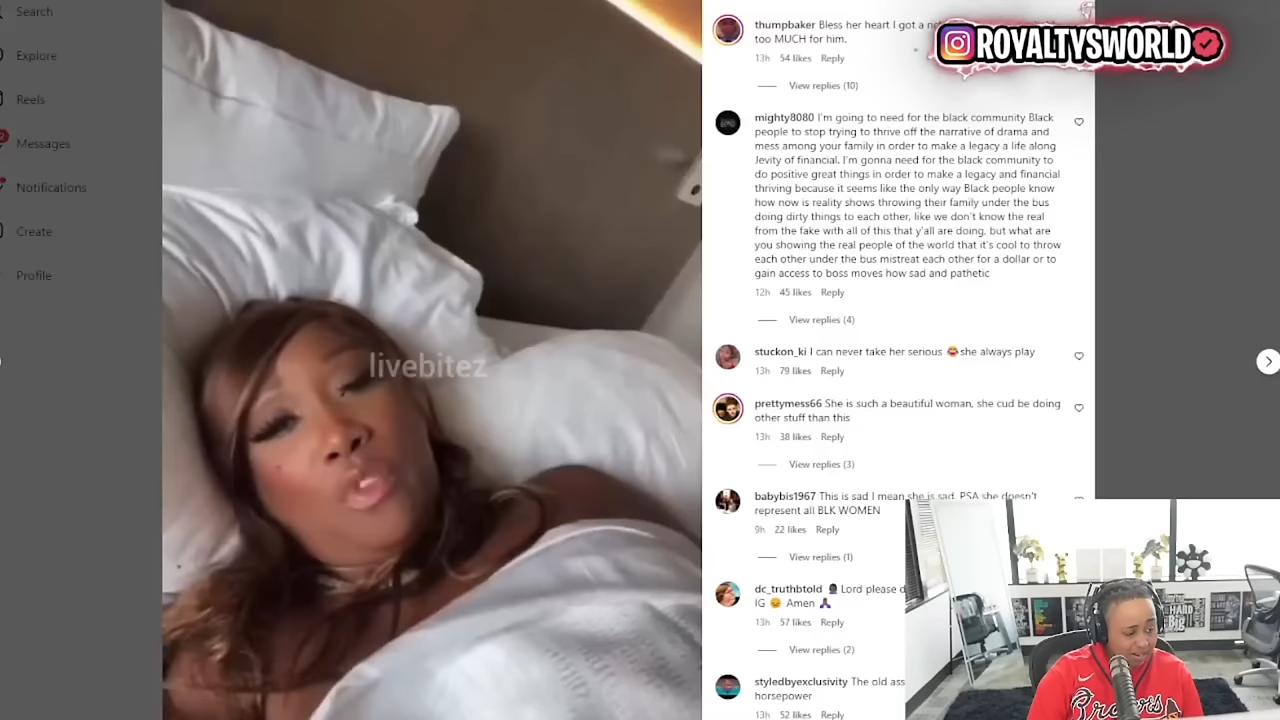 Search
Explore
Reels
Messages
Notifications
Create
Profile
livebitez
thumpbaker Bless her heart I got a
too MUCH for him.
13h 54 likes Reply
View replies (10)
ROYALTYSWORLD
mighty8080 I'm going to need for the black community Black
people to stop trying to thrive off the narrative of drama and
mess among your family in order to make a legacy a life along
Jevity of financial. I'm gonna need for the black community to
do positive great things in order to make a legacy and financial
thriving because it seems like the only way Black people know
how now is reality shows throwing their family under the bus
doing dirty things to each other, like we don't know the real
from the fake with all of this that y'all are doing, but what are
you showing the real people of the world that it's cool to throw
each other under the bus mistreat each other for a dollar or to
gain access to boss moves how sad and pathetic
12h 45 likes Reply
View replies (4)
stuckon_ki I can never take her serious 😂she always play
13h 79 likes Reply
prettymess66 She is such a beautiful woman, she cud be doing
other stuff than this
13h 38 likes Reply
View replies (3)
babybis1967 This is sad I mean she is sad. PSA she doesn't
represent all BLK WOMEN
9h 22 likes Reply
View replies (1)
dc_truthbtold Lord please
IG Amen
13h 57 likes Reply
View replies (2)
styledbyexclusivity The old ass
horsepower
13h 52 likes Reply
HARD
Big
Braves